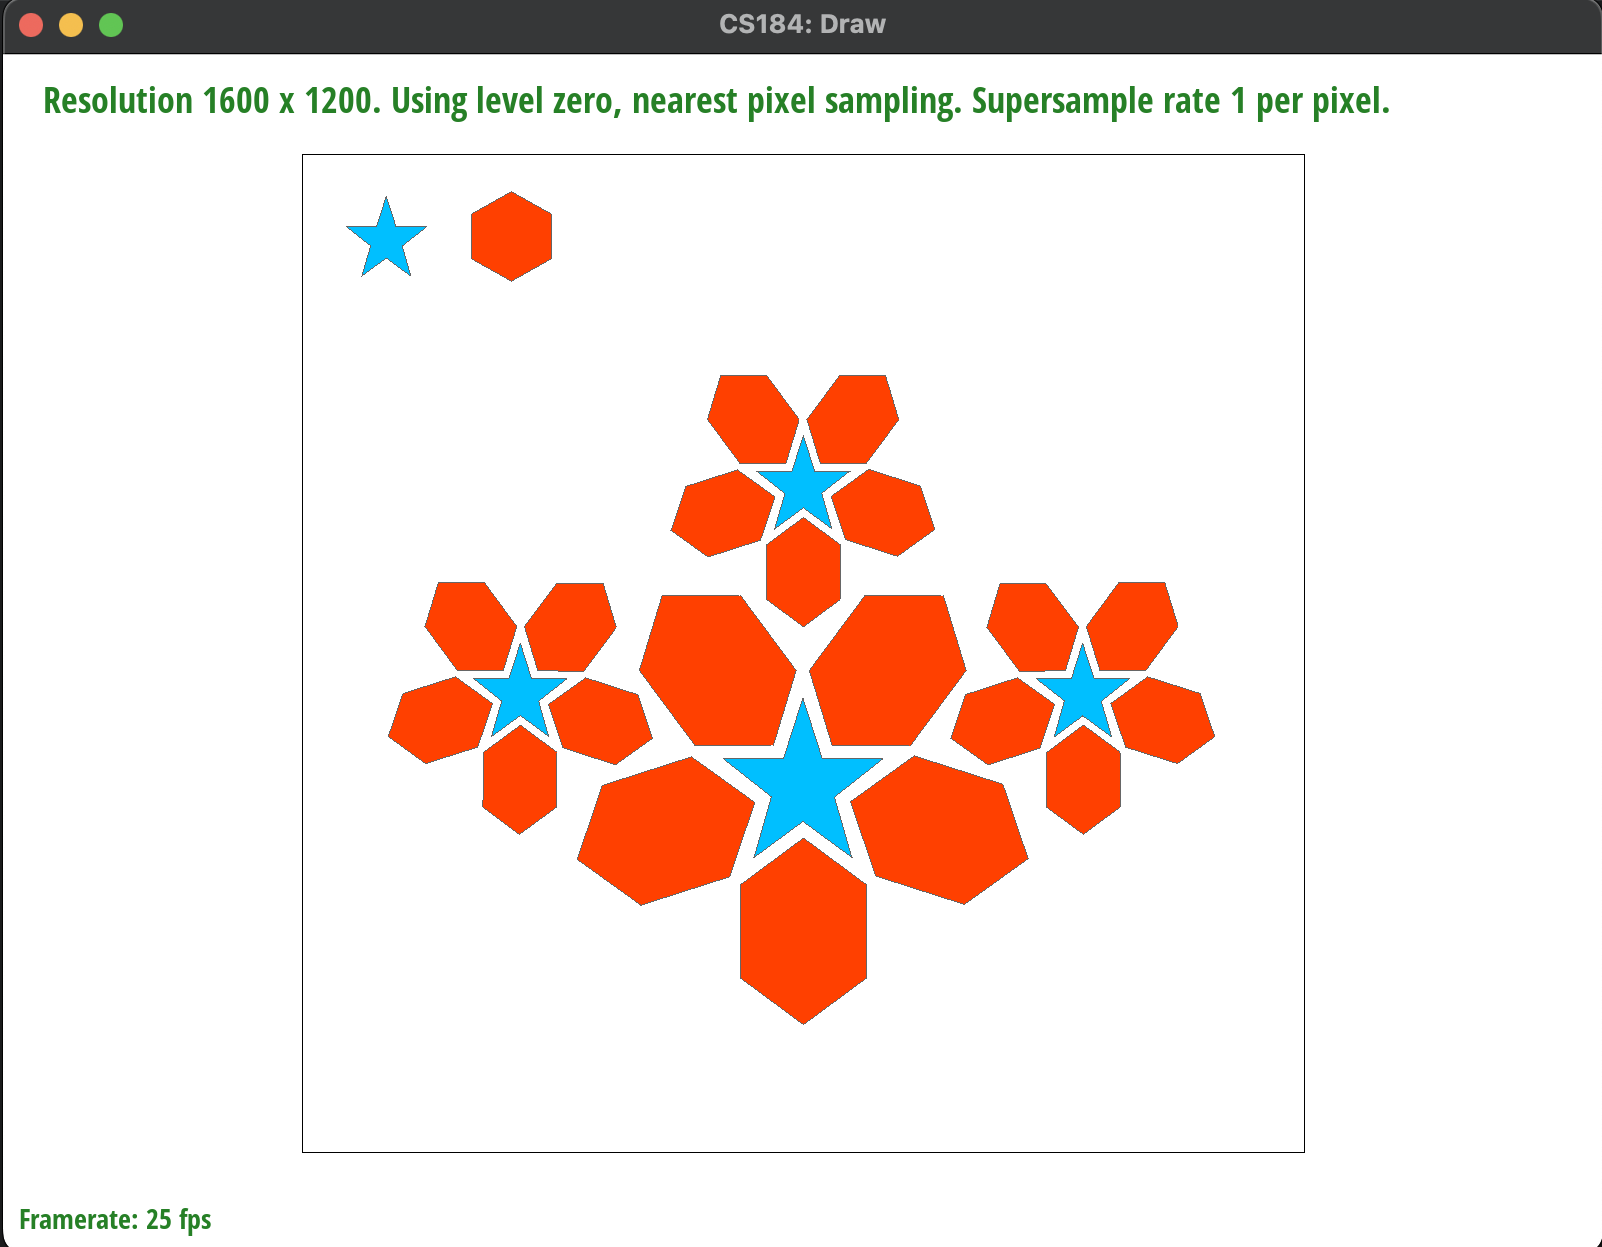 CS184: Draw
Resolution 1600 x 1200. Using level zero, nearest pixel sampling. Supersample rate 1 per pixel.
Framerate: 25 fps